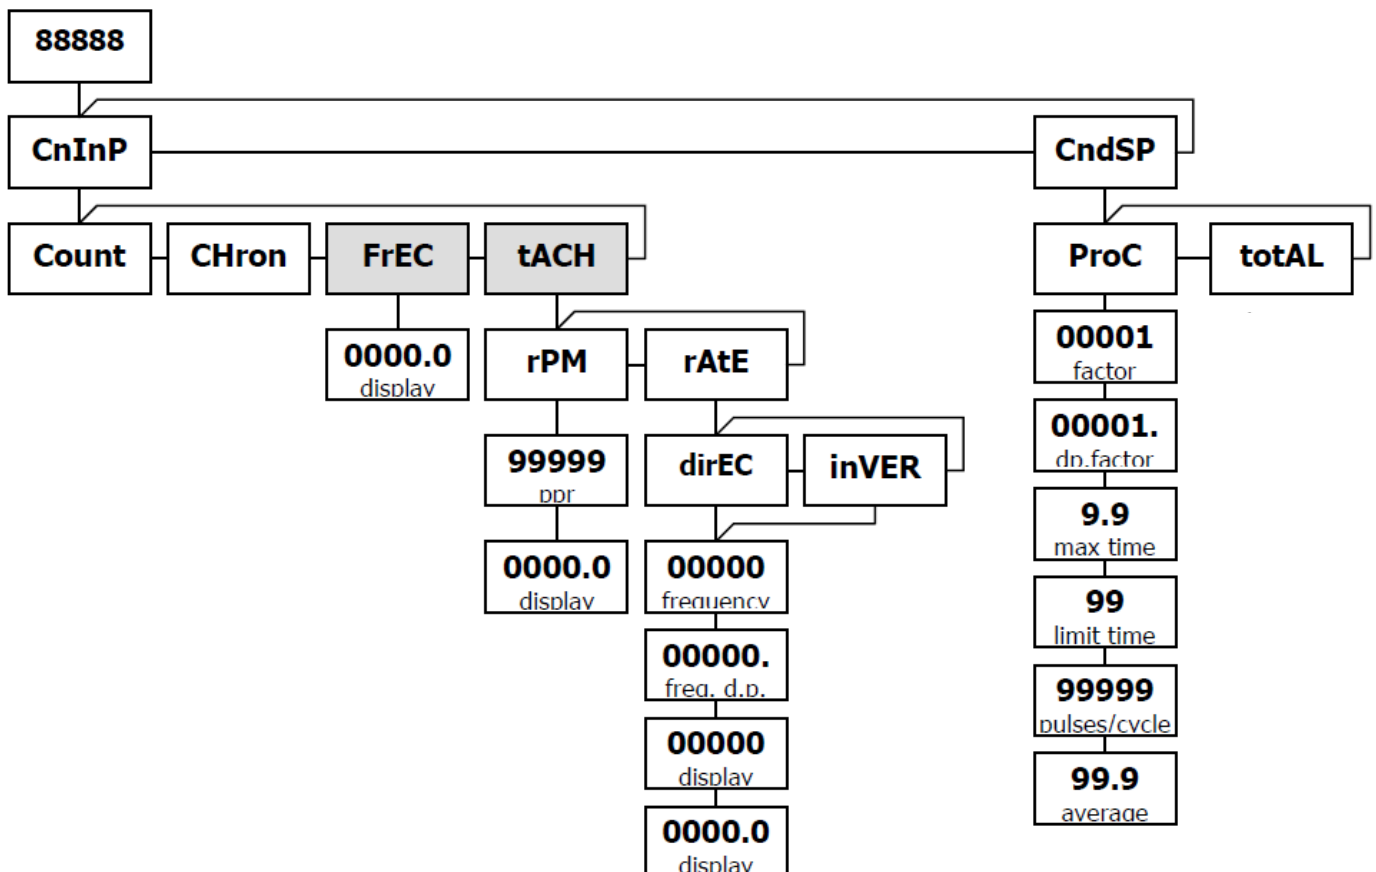 88888
CnInP
CndSP
Count
CHron
FrEC
tACH
ProC
totAL
0000.0
display
rPM
rAtE
00001
factor
99999
ppr
dirEC
inVER
00001.
dp.factor
0000.0
display
00000
frequency
9.9
max time
00000.
freq. d.p.
99
limit time
00000
display
99999
pulses/cycle
0000.0
display
99.9
average